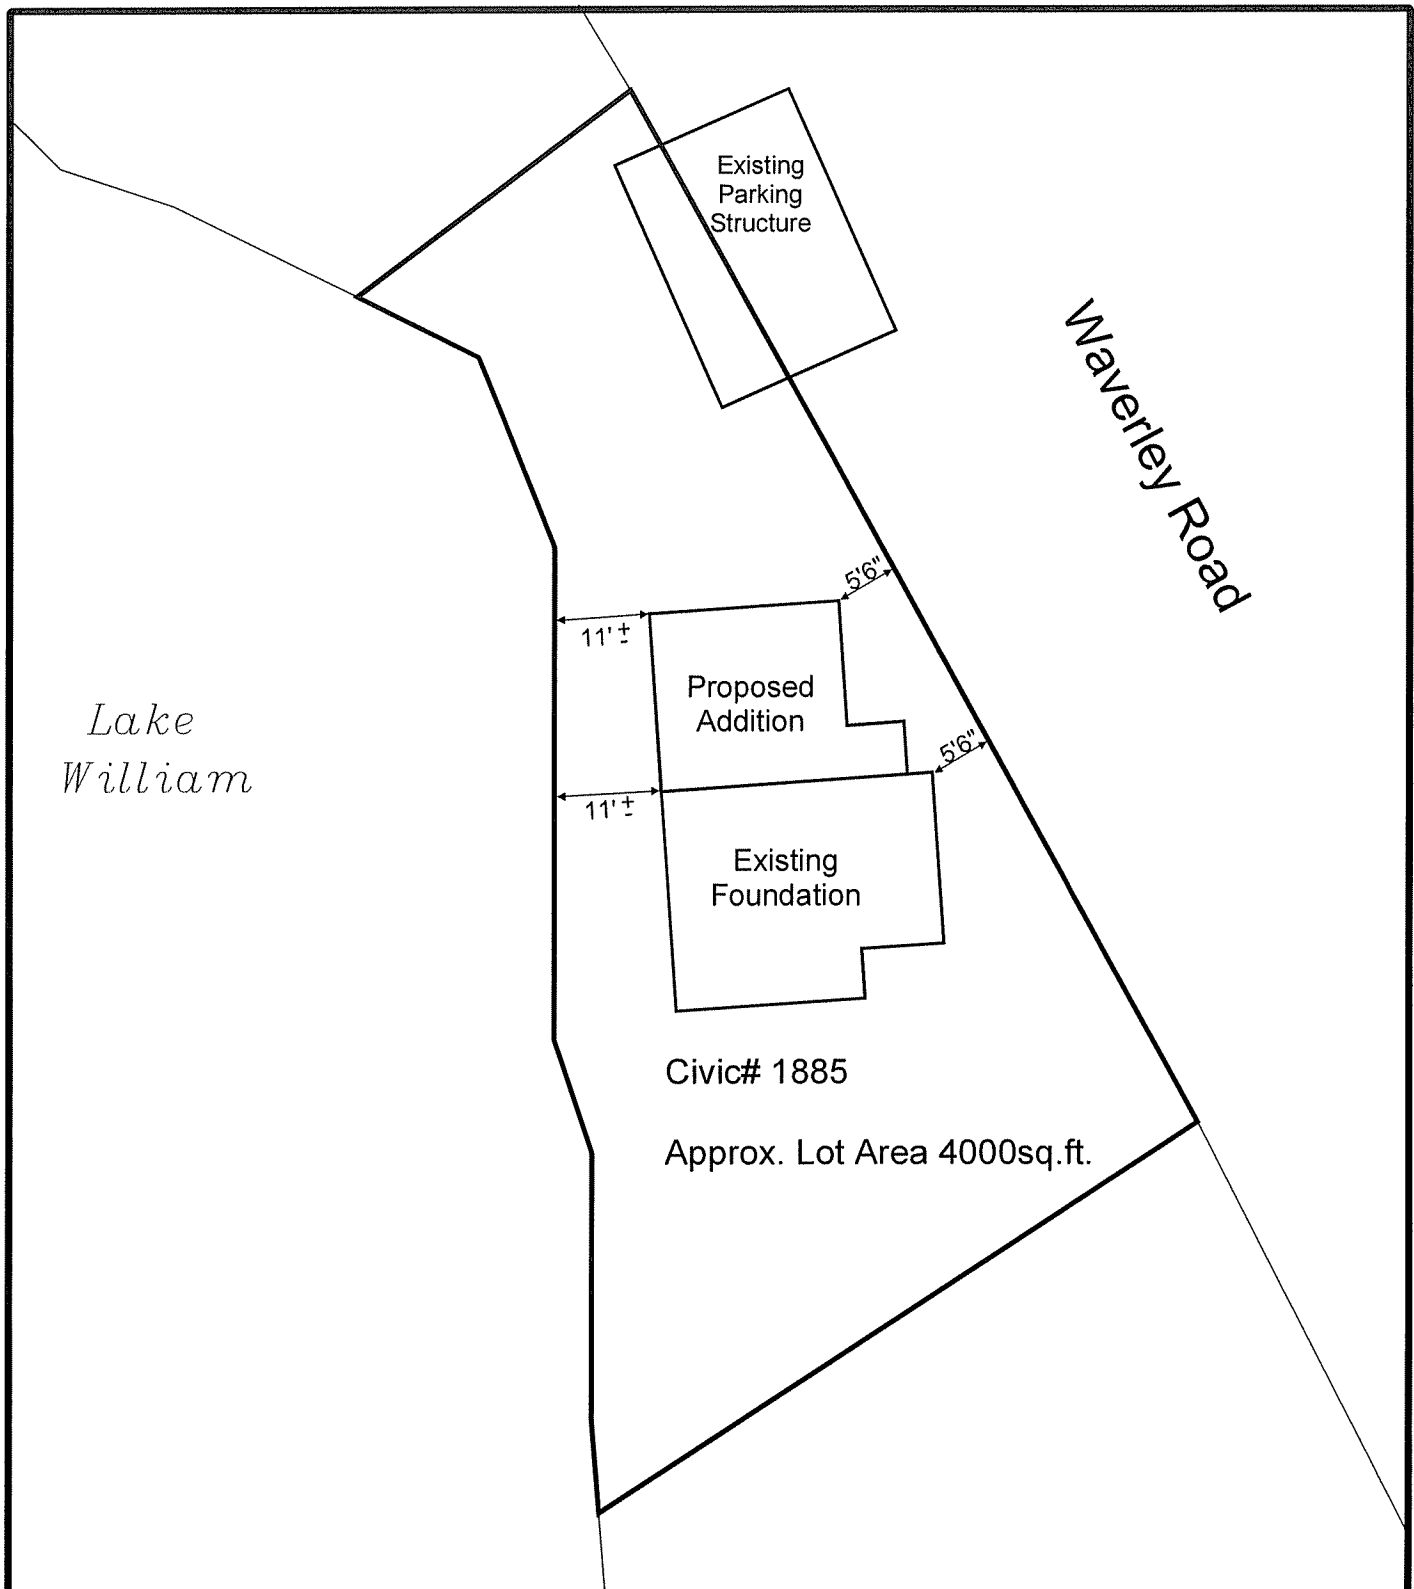 Existing
Parking
Structure
Waverley Road
5'6"
11' ±
Proposed
Addition
Lake
William
5'6"
11' ±
Existing
Foundation
Civic# 1885
Approx. Lot Area 4000sq.ft.